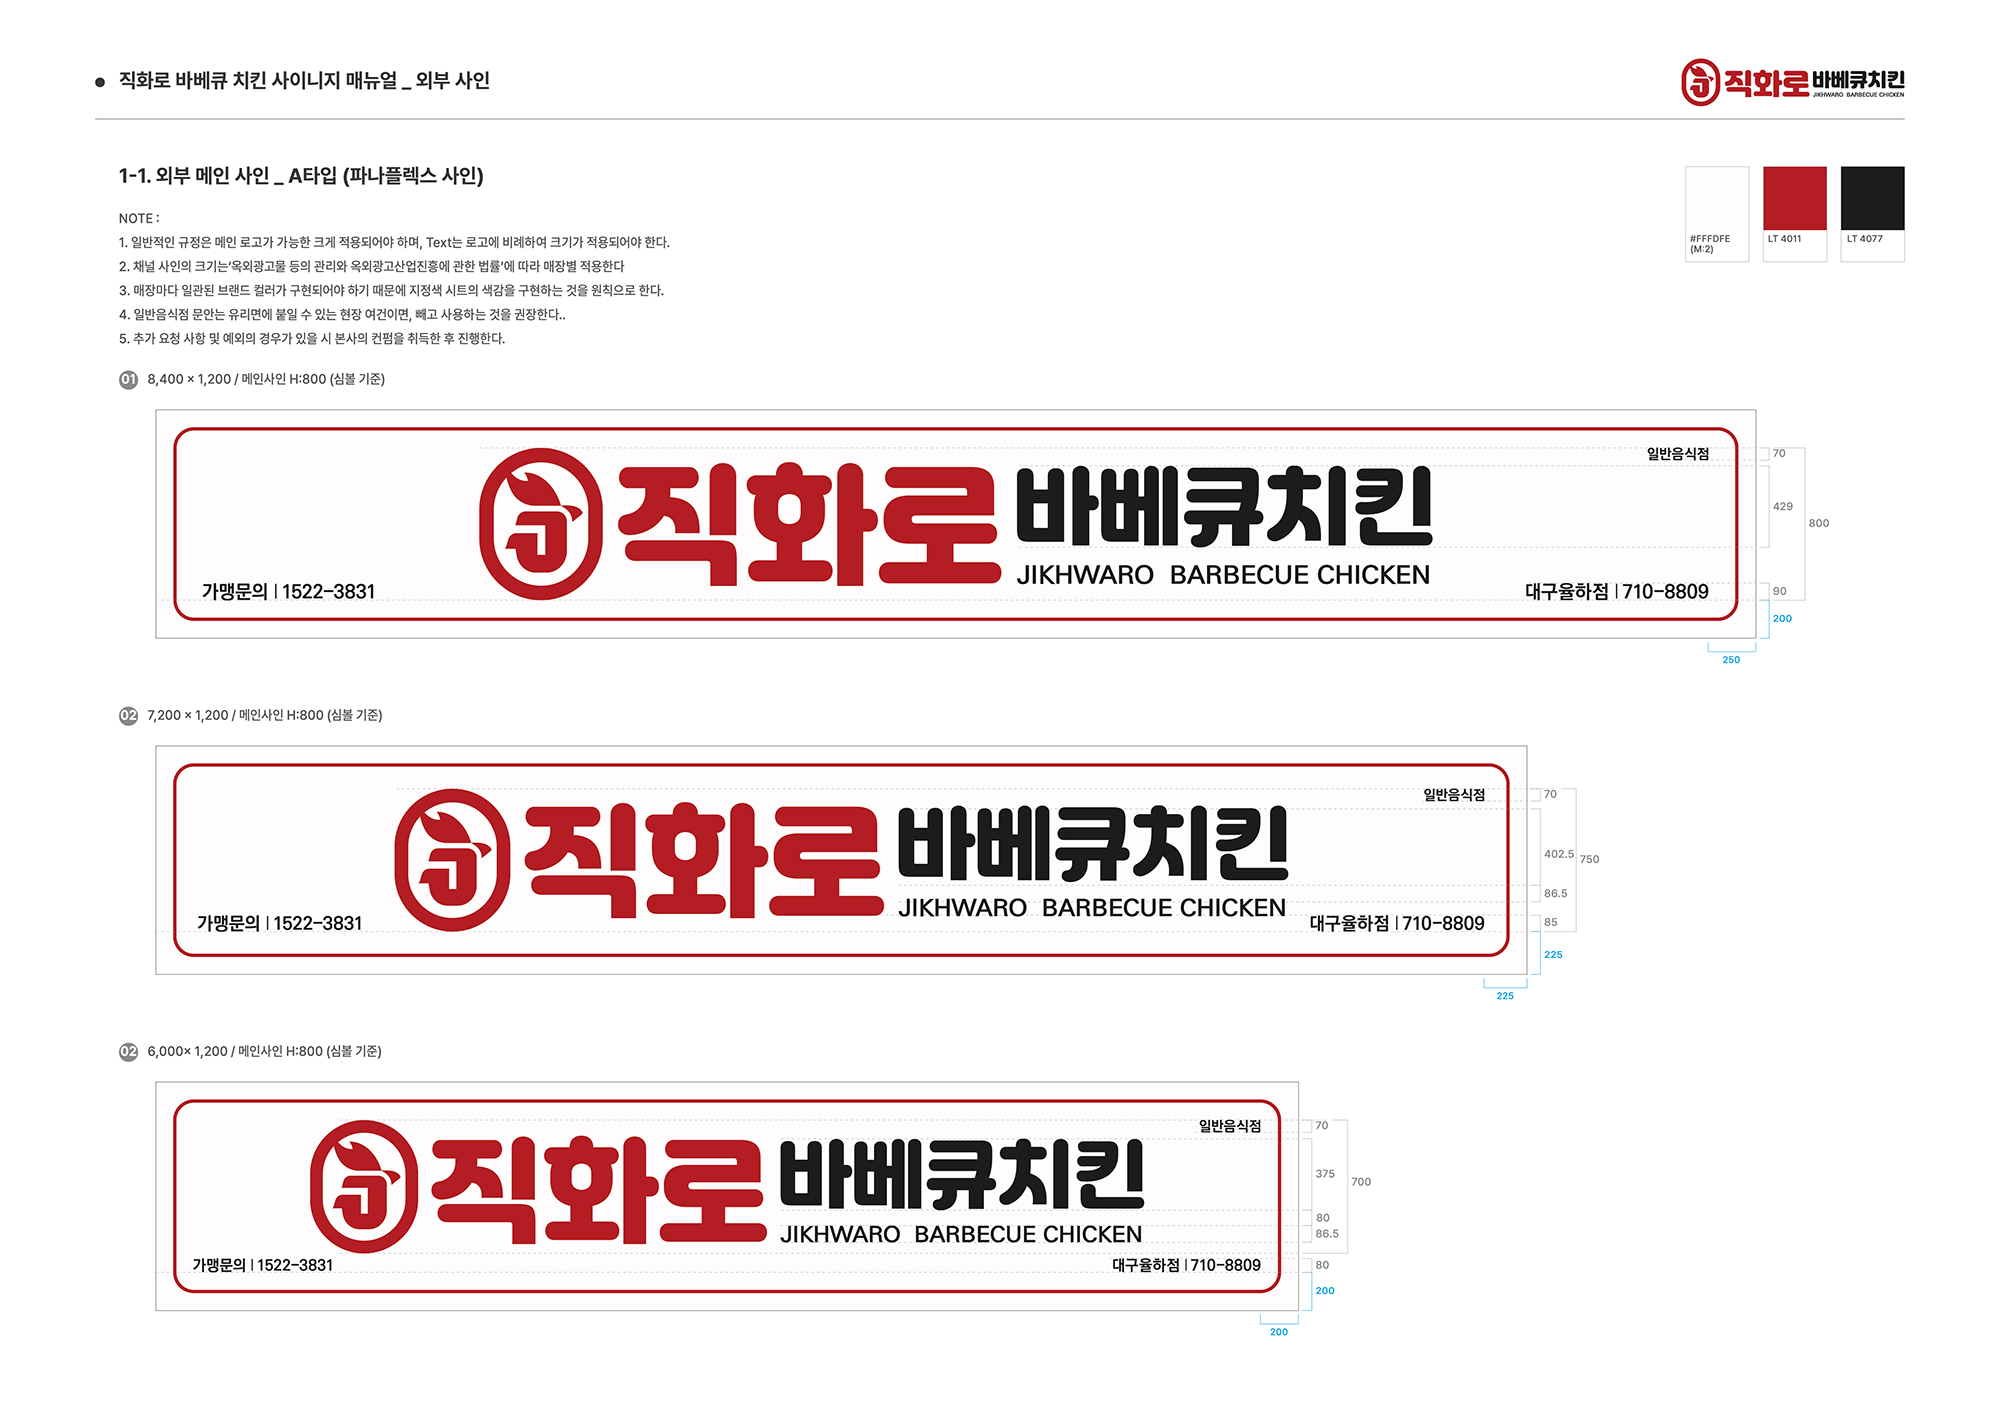 직화로 바베큐 치킨 사이니지 매뉴얼 _ 외부 사인
직화로 바베큐치킨
JIKHWARO BARBECUE CHICKEN
1-1. 외부 메인 사인 _ A타입 (파나플렉스 사인)
#FFFDFE
(M:2)
LT 4011
LT 4077
NOTE :
1. 일반적인 규정은 메인 로고가 가능한 크게 적용되어야 하며, Text는 로고에 비례하여 크기가 적용되어야 한다.
2. 채널 사인의 크기는'옥외광고물 등의 관리와 옥외광고산업진흥에 관한 법률'에 따라 매장별 적용한다
3. 매장마다 일관된 브랜드 컬러가 구현되어야 하기 때문에 지정색 시트의 색감을 구현하는 것을 원칙으로 한다.
4. 일반음식점 문안는 유리면에 붙일 수 있는 현장 여건이면, 빼고 사용하는 것을 권장한다..
5. 추가 요청 사항 및 예외의 경우가 있을 시 본사의 컨펌을 취득한 후 진행한다.
01 8,400 × 1,200 / 메인사인 H:800 (심볼 기준)
일반음식점
직화로 바베큐치킨
JIKHWARO BARBECUE CHICKEN
가맹문의 | 1522-3831
대구율하점 | 710-8809
70
429
800
90
200
250
02 7,200 × 1,200 / 메인사인 H:800 (심볼 기준)
일반음식점
직화로 바베큐치킨
JIKHWARO BARBECUE CHICKEN
가맹문의 | 1522-3831
대구율하점 | 710-8809
70
402.5
750
86.5
85
225
225
02 6,000× 1,200 / 메인사인 H:800 (심볼 기준)
일반음식점
직화로 바베큐치킨
JIKHWARO BARBECUE CHICKEN
가맹문의 | 1522-3831
대구율하점 | 710-8809
70
375
700
80
86.5
80
200
200